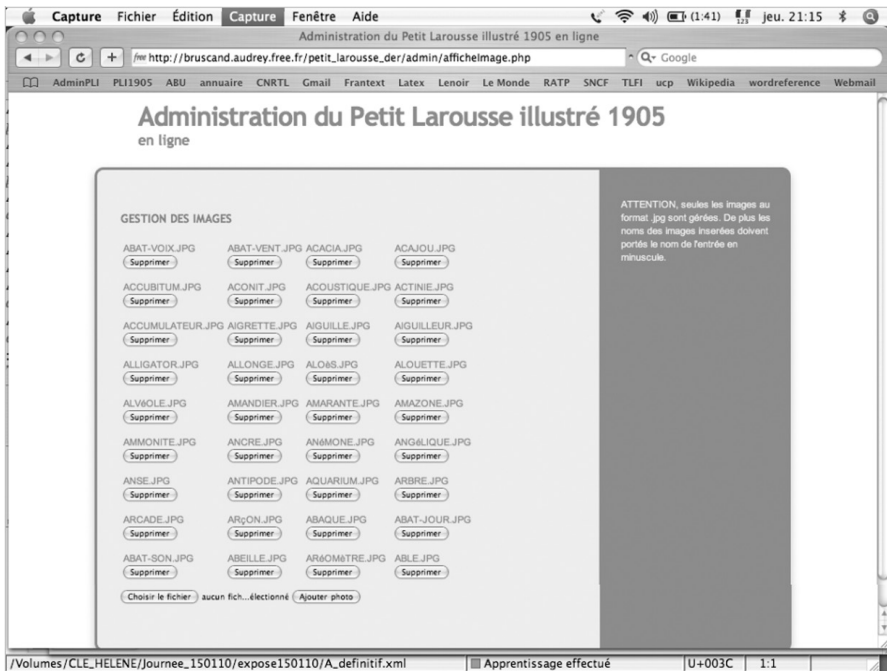 Capture Fichier Édition Capture Fenêtre Aide (1:41) 123 jeu. 21:15
Administration du Petit Larousse illustré 1905 en ligne
free http://bruscand.audrey.free.fr/petit_larousse_der/admin/afficheImage.php Google
AdminPLI PLI1905 ABU annuaire CNRTL Gmail Frantext Latex Lenoir Le Monde RATP SNCF TLFI ucp Wikipedia wordreference Webmail
Administration du Petit Larousse illustré 1905
en ligne
GESTION DES IMAGES
ABAT-VOIX.JPG ABAT-VENT.JPG ACACIA.JPG ACAJOU.JPG
Supprimer Supprimer Supprimer Supprimer
ACCUBITUM.JPG ACONIT.JPG ACOUSTIQUE.JPG ACTINIE.JPG
Supprimer Supprimer Supprimer Supprimer
ACCUMULATEUR.JPG AIGRETTE.JPG AIGUILLE.JPG AIGUILLEUR.JPG
Supprimer Supprimer Supprimer Supprimer
ALLIGATOR.JPG ALLONGE.JPG ALOèS.JPG ALOUETTE.JPG
Supprimer Supprimer Supprimer Supprimer
ALVéOLE.JPG AMANDIER.JPG AMARANTE.JPG AMAZONE.JPG
Supprimer Supprimer Supprimer Supprimer
AMMONITE.JPG ANCRE.JPG ANéMONE.JPG ANGéLIQUE.JPG
Supprimer Supprimer Supprimer Supprimer
ANSE.JPG ANTIPODE.JPG AQUARIUM.JPG ARBRE.JPG
Supprimer Supprimer Supprimer Supprimer
ARCADE.JPG ARçON.JPG ABAQUE.JPG ABAT-JOUR.JPG
Supprimer Supprimer Supprimer Supprimer
ABAT-SON.JPG ABEILLE.JPG ARéOMèTRE.JPG ABLE.JPG
Supprimer Supprimer Supprimer Supprimer
Choisir le fichier aucun fich...électionné Ajouter photo
ATTENTION, seules les images au
format .jpg sont gérées. De plus les
noms des images inserées doivent
portés le nom de l'entrée en
minuscule.
/Volumes/CLE_HELENE/Journee_150110/expose150110/A_definitif.xml Apprentissage effectué U+003C 1:1